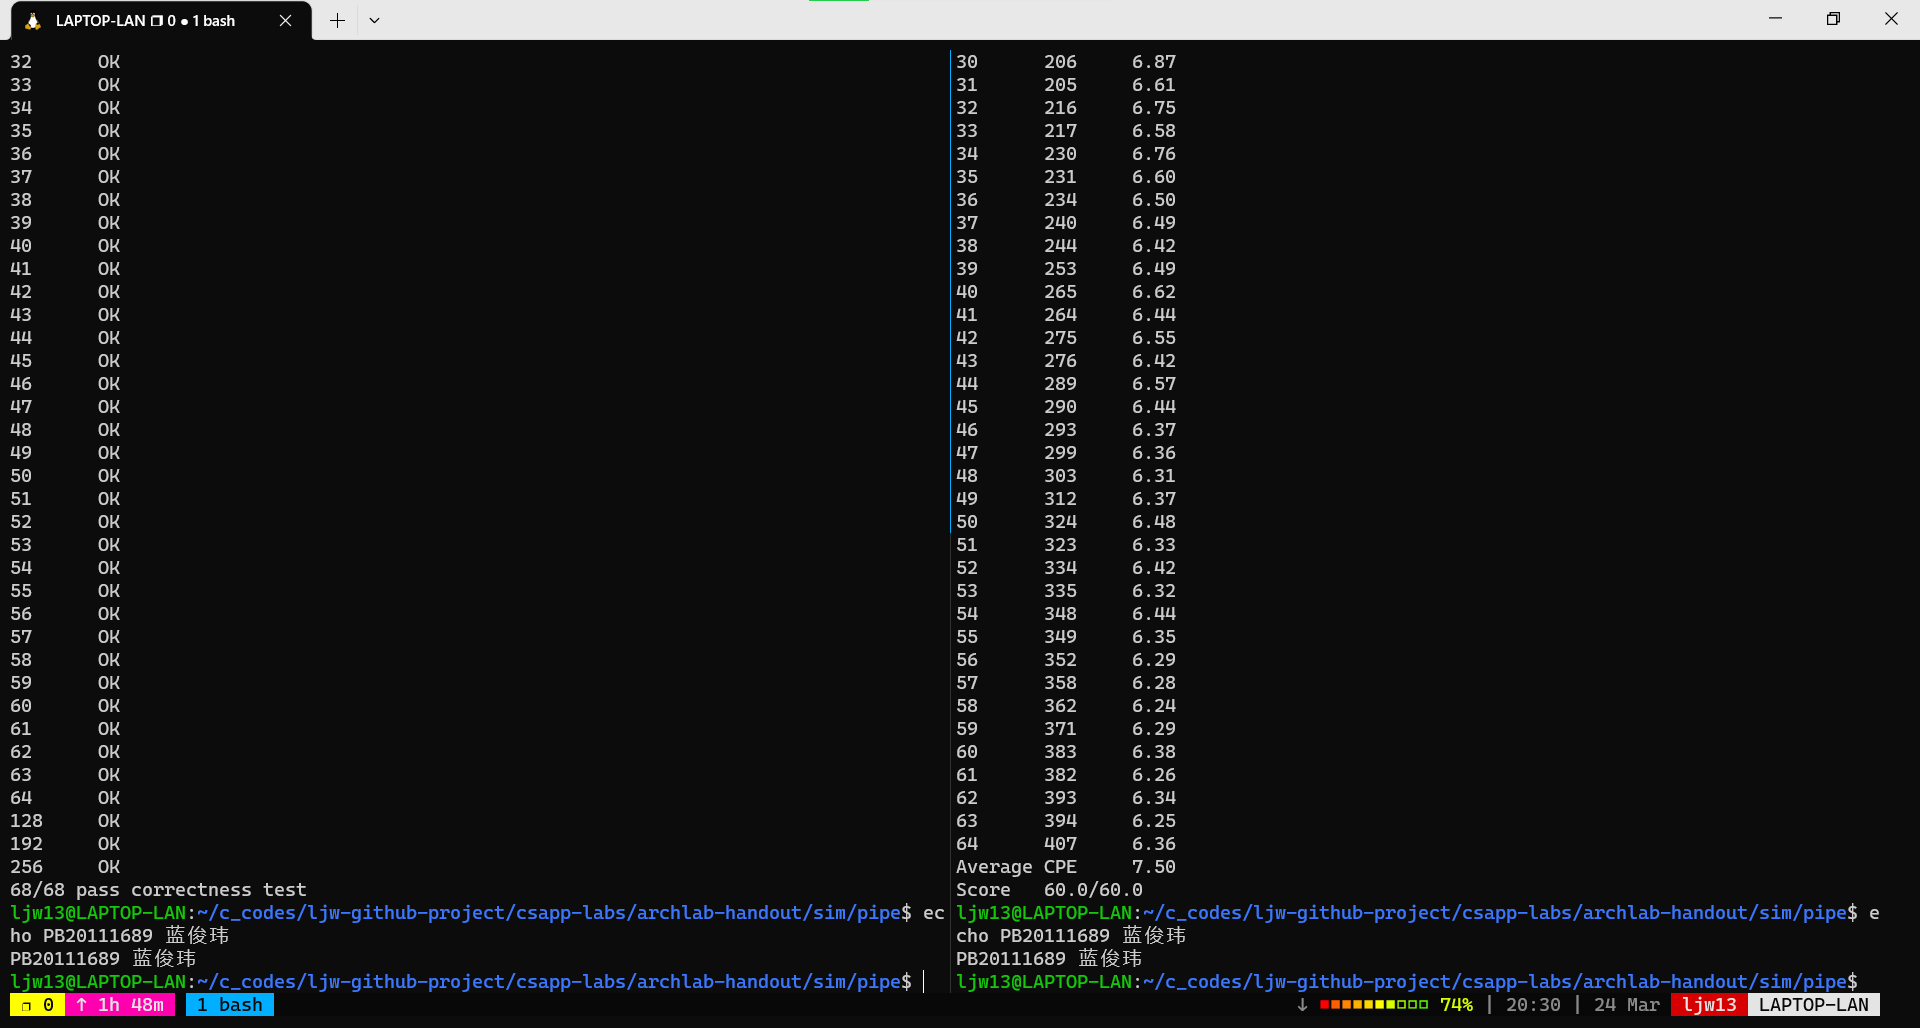 LAPTOP-LAN ❐ 0 ● 1 bash
32 OK
33 OK
34 OK
35 OK
36 OK
37 OK
38 OK
39 OK
40 OK
41 OK
42 OK
43 OK
44 OK
45 OK
46 OK
47 OK
48 OK
49 OK
50 OK
51 OK
52 OK
53 OK
54 OK
55 OK
56 OK
57 OK
58 OK
59 OK
60 OK
61 OK
62 OK
63 OK
64 OK
128 OK
192 OK
256 OK
68/68 pass correctness test
ljw13@LAPTOP-LAN:~/c_codes/ljw-github-project/csapp-labs/archlab-handout/sim/pipe$ ec
ho PB20111689 蓝俊玮
PB20111689 蓝俊玮
ljw13@LAPTOP-LAN:~/c_codes/ljw-github-project/csapp-labs/archlab-handout/sim/pipe$
30 206 6.87
31 205 6.61
32 216 6.75
33 217 6.58
34 230 6.76
35 231 6.60
36 234 6.50
37 240 6.49
38 244 6.42
39 253 6.49
40 265 6.62
41 264 6.44
42 275 6.55
43 276 6.42
44 289 6.57
45 290 6.44
46 293 6.37
47 299 6.36
48 303 6.31
49 312 6.37
50 324 6.48
51 323 6.33
52 334 6.42
53 335 6.32
54 348 6.44
55 349 6.35
56 352 6.29
57 358 6.28
58 362 6.24
59 371 6.29
60 383 6.38
61 382 6.26
62 393 6.34
63 394 6.25
64 407 6.36
Average CPE 7.50
Score 60.0/60.0
ljw13@LAPTOP-LAN:~/c_codes/ljw-github-project/csapp-labs/archlab-handout/sim/pipe$ e
cho PB20111689 蓝俊玮
PB20111689 蓝俊玮
ljw13@LAPTOP-LAN:~/c_codes/ljw-github-project/csapp-labs/archlab-handout/sim/pipe$
❐ 0 ↑ 1h 48m 1 bash ↓ 74% | 20:30 | 24 Mar ljw13 LAPTOP-LAN